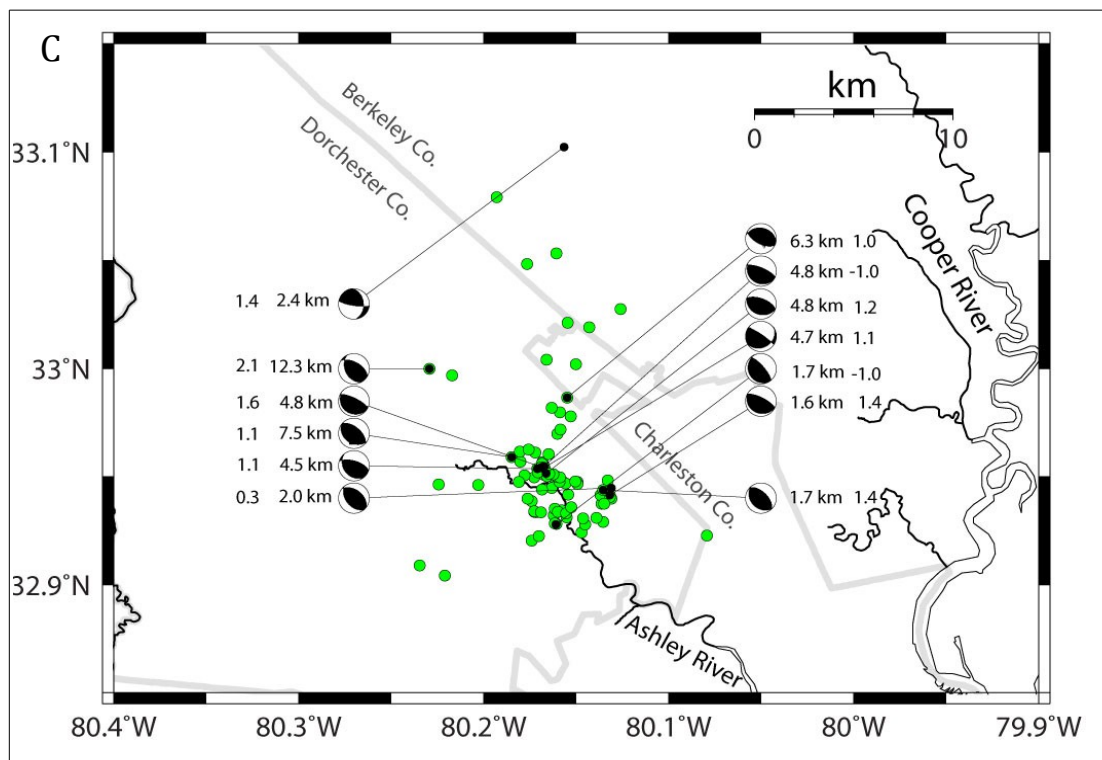 C
km
0 10
Berkeley Co.
Dorchester Co.
Charleston Co.
Cooper River
Ashley River
33.1°N
33°N
32.9°N
1.4 2.4 km
2.1 12.3 km
1.6 4.8 km
1.1 7.5 km
1.1 4.5 km
0.3 2.0 km
6.3 km 1.0
4.8 km -1.0
4.8 km 1.2
4.7 km 1.1
1.7 km -1.0
1.6 km 1.4
1.7 km 1.4
80.4°W 80.3°W 80.2°W 80.1°W 80°W 79.9°W